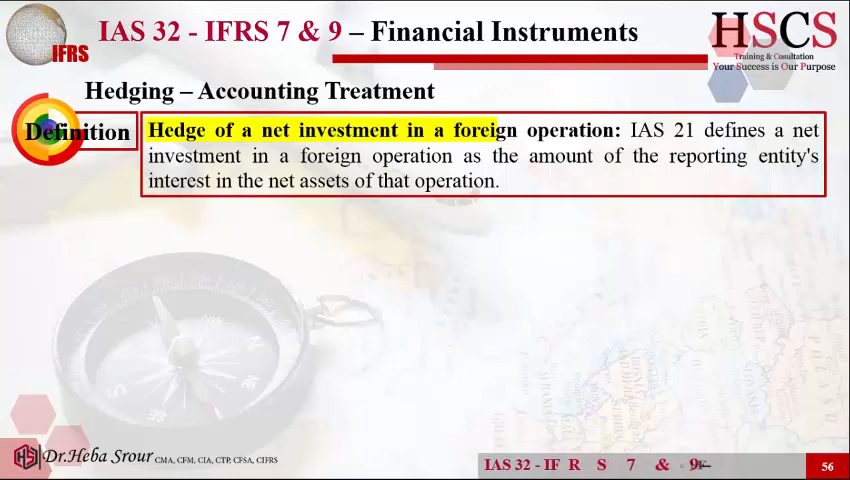 IAS 32 - IFRS 7 & 9 – Financial Instruments
IFRS
HSCS
Training & Csultation
Your Success is Our Purpose
Hedging – Accounting Treatment
Definition
Hedge of a net investment in a foreign operation: IAS 21 defines a net
investment in a foreign operation as the amount of the reporting entity's
interest in the net assets of that operation.
Dr.Heba Srour CMA, CFM, CIA, CTP, CFSA, CIFRS
IAS 32 - IF R S 7 & 9
56